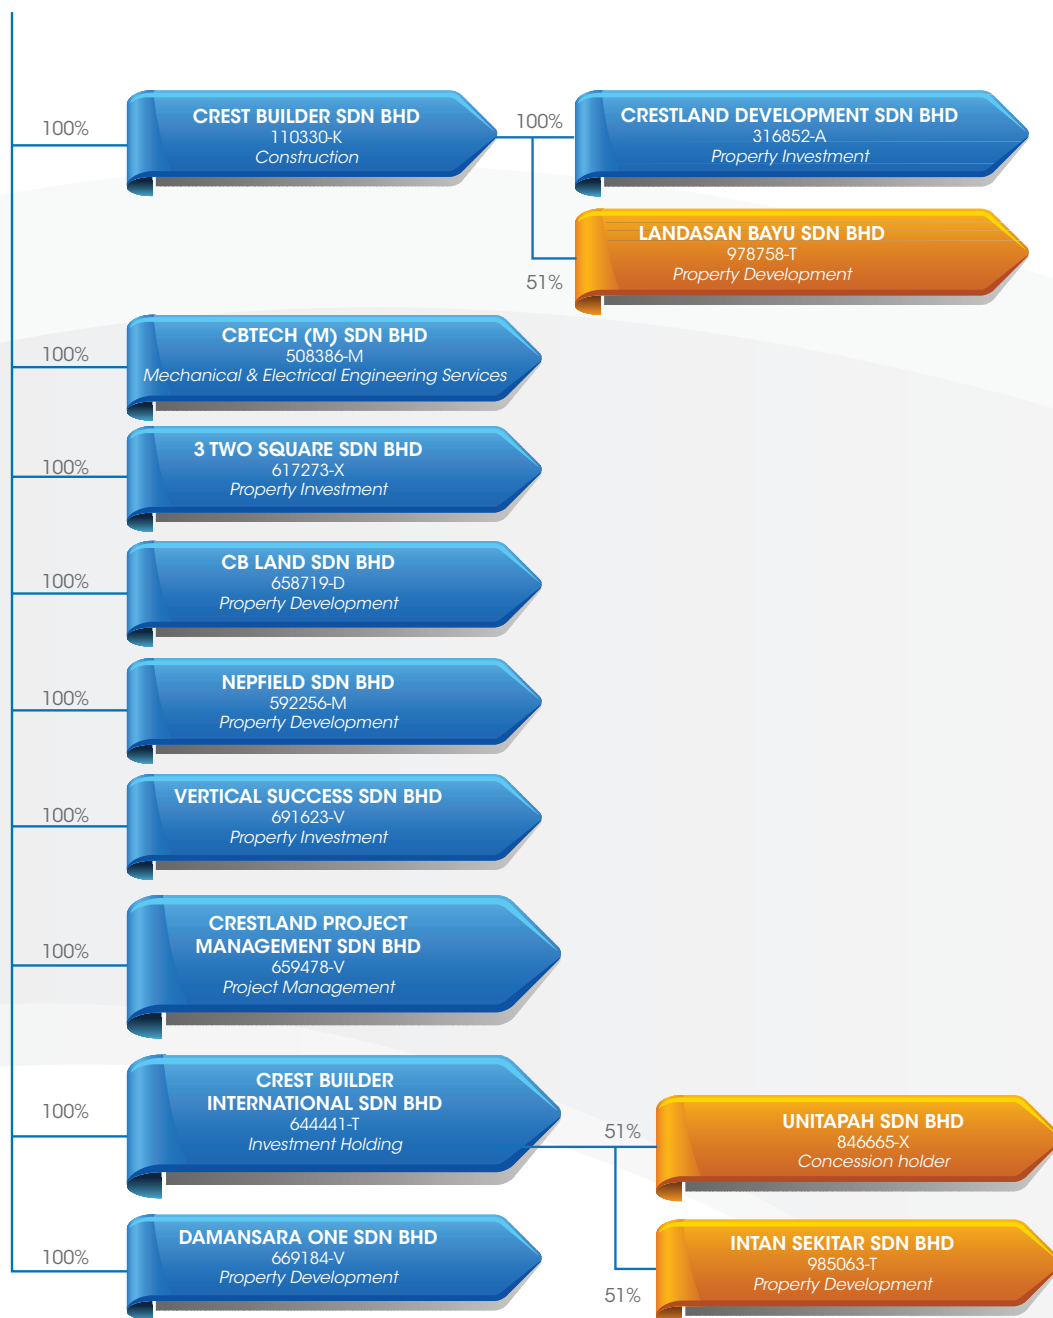 100%
CREST BUILDER SDN BHD
110330-K
Construction
100%
CRESTLAND DEVELOPMENT SDN BHD
316852-A
Property Investment
51%
LANDASAN BAYU SDN BHD
978758-T
Property Development
100%
CBTECH (M) SDN BHD
508386-M
Mechanical & Electrical Engineering Services
100%
3 TWO SQUARE SDN BHD
617273-X
Property Investment
100%
CB LAND SDN BHD
658719-D
Property Development
100%
NEPFIELD SDN BHD
592256-M
Property Development
100%
VERTICAL SUCCESS SDN BHD
691623-V
Property Investment
100%
CRESTLAND PROJECT
MANAGEMENT SDN BHD
659478-V
Project Management
100%
CREST BUILDER
INTERNATIONAL SDN BHD
644441-T
Investment Holding
51%
UNITAPAH SDN BHD
846665-X
Concession holder
51%
INTAN SEKITAR SDN BHD
985063-T
Property Development
100%
DAMANSARA ONE SDN BHD
669184-V
Property Development